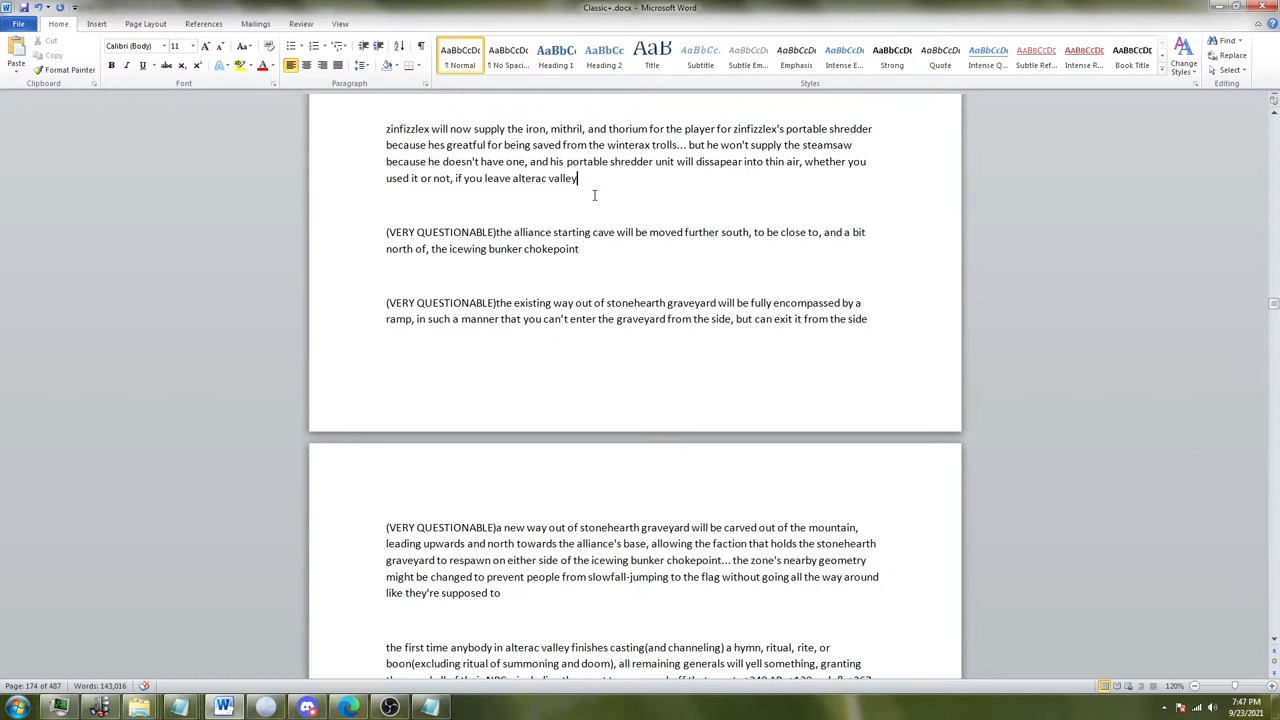 Classic+.docx - Microsoft Word
File Home Insert Page Layout References Mailings Review View
Paste
Cut
Copy
Format Painter
Clipboard
Calibri (Body) 11
Font
Paragraph
AaBbCcDc ¶ Normal
AaBbCcDc ¶ No Spaci...
AaBbC Heading 1
AaBbCc Heading 2
AaB Title
AaBbCcL Subtitle
AaBbCcDc Subtle Em...
AaBbCcDc Emphasis
AaBbCcDc Intense E...
AaBbCcDc Strong
AaBbCcDc Quote
AaBbCcDc Intense Q...
AaBbCcDc Subtle Ref...
AaBbCcDc Intense R...
AaBbCcDc Book Title
Styles
Change Styles
Find
Replace
Select
Editing
zinfizzlex will now supply the iron, mithril, and thorium for the player for zinfizzlex's portable shredder
because hes greatful for being saved from the winterax trolls... but he won't supply the steamsaw
because he doesn't have one, and his portable shredder unit will dissapear into thin air, whether you
used it or not, if you leave alterac valley
(VERY QUESTIONABLE)the alliance starting cave will be moved further south, to be close to, and a bit
north of, the icewing bunker chokepoint
(VERY QUESTIONABLE)the existing way out of stonehearth graveyard will be fully encompassed by a
ramp, in such a manner that you can't enter the graveyard from the side, but can exit it from the side
(VERY QUESTIONABLE)a new way out of stonehearth graveyard will be carved out of the mountain,
leading upwards and north towards the alliance's base, allowing the faction that holds the stonehearth
graveyard to respawn on either side of the icewing bunker chokepoint... the zone's nearby geometry
might be changed to prevent people from slowfall-jumping to the flag without going all the way around
like they're supposed to
the first time anybody in alterac valley finishes casting(and channeling) a hymn, ritual, rite, or
boon(excluding ritual of summoning and doom), all remaining generals will yell something, granting
Page: 174 of 487 Words: 143,016
120%
7:47 PM
9/23/2021